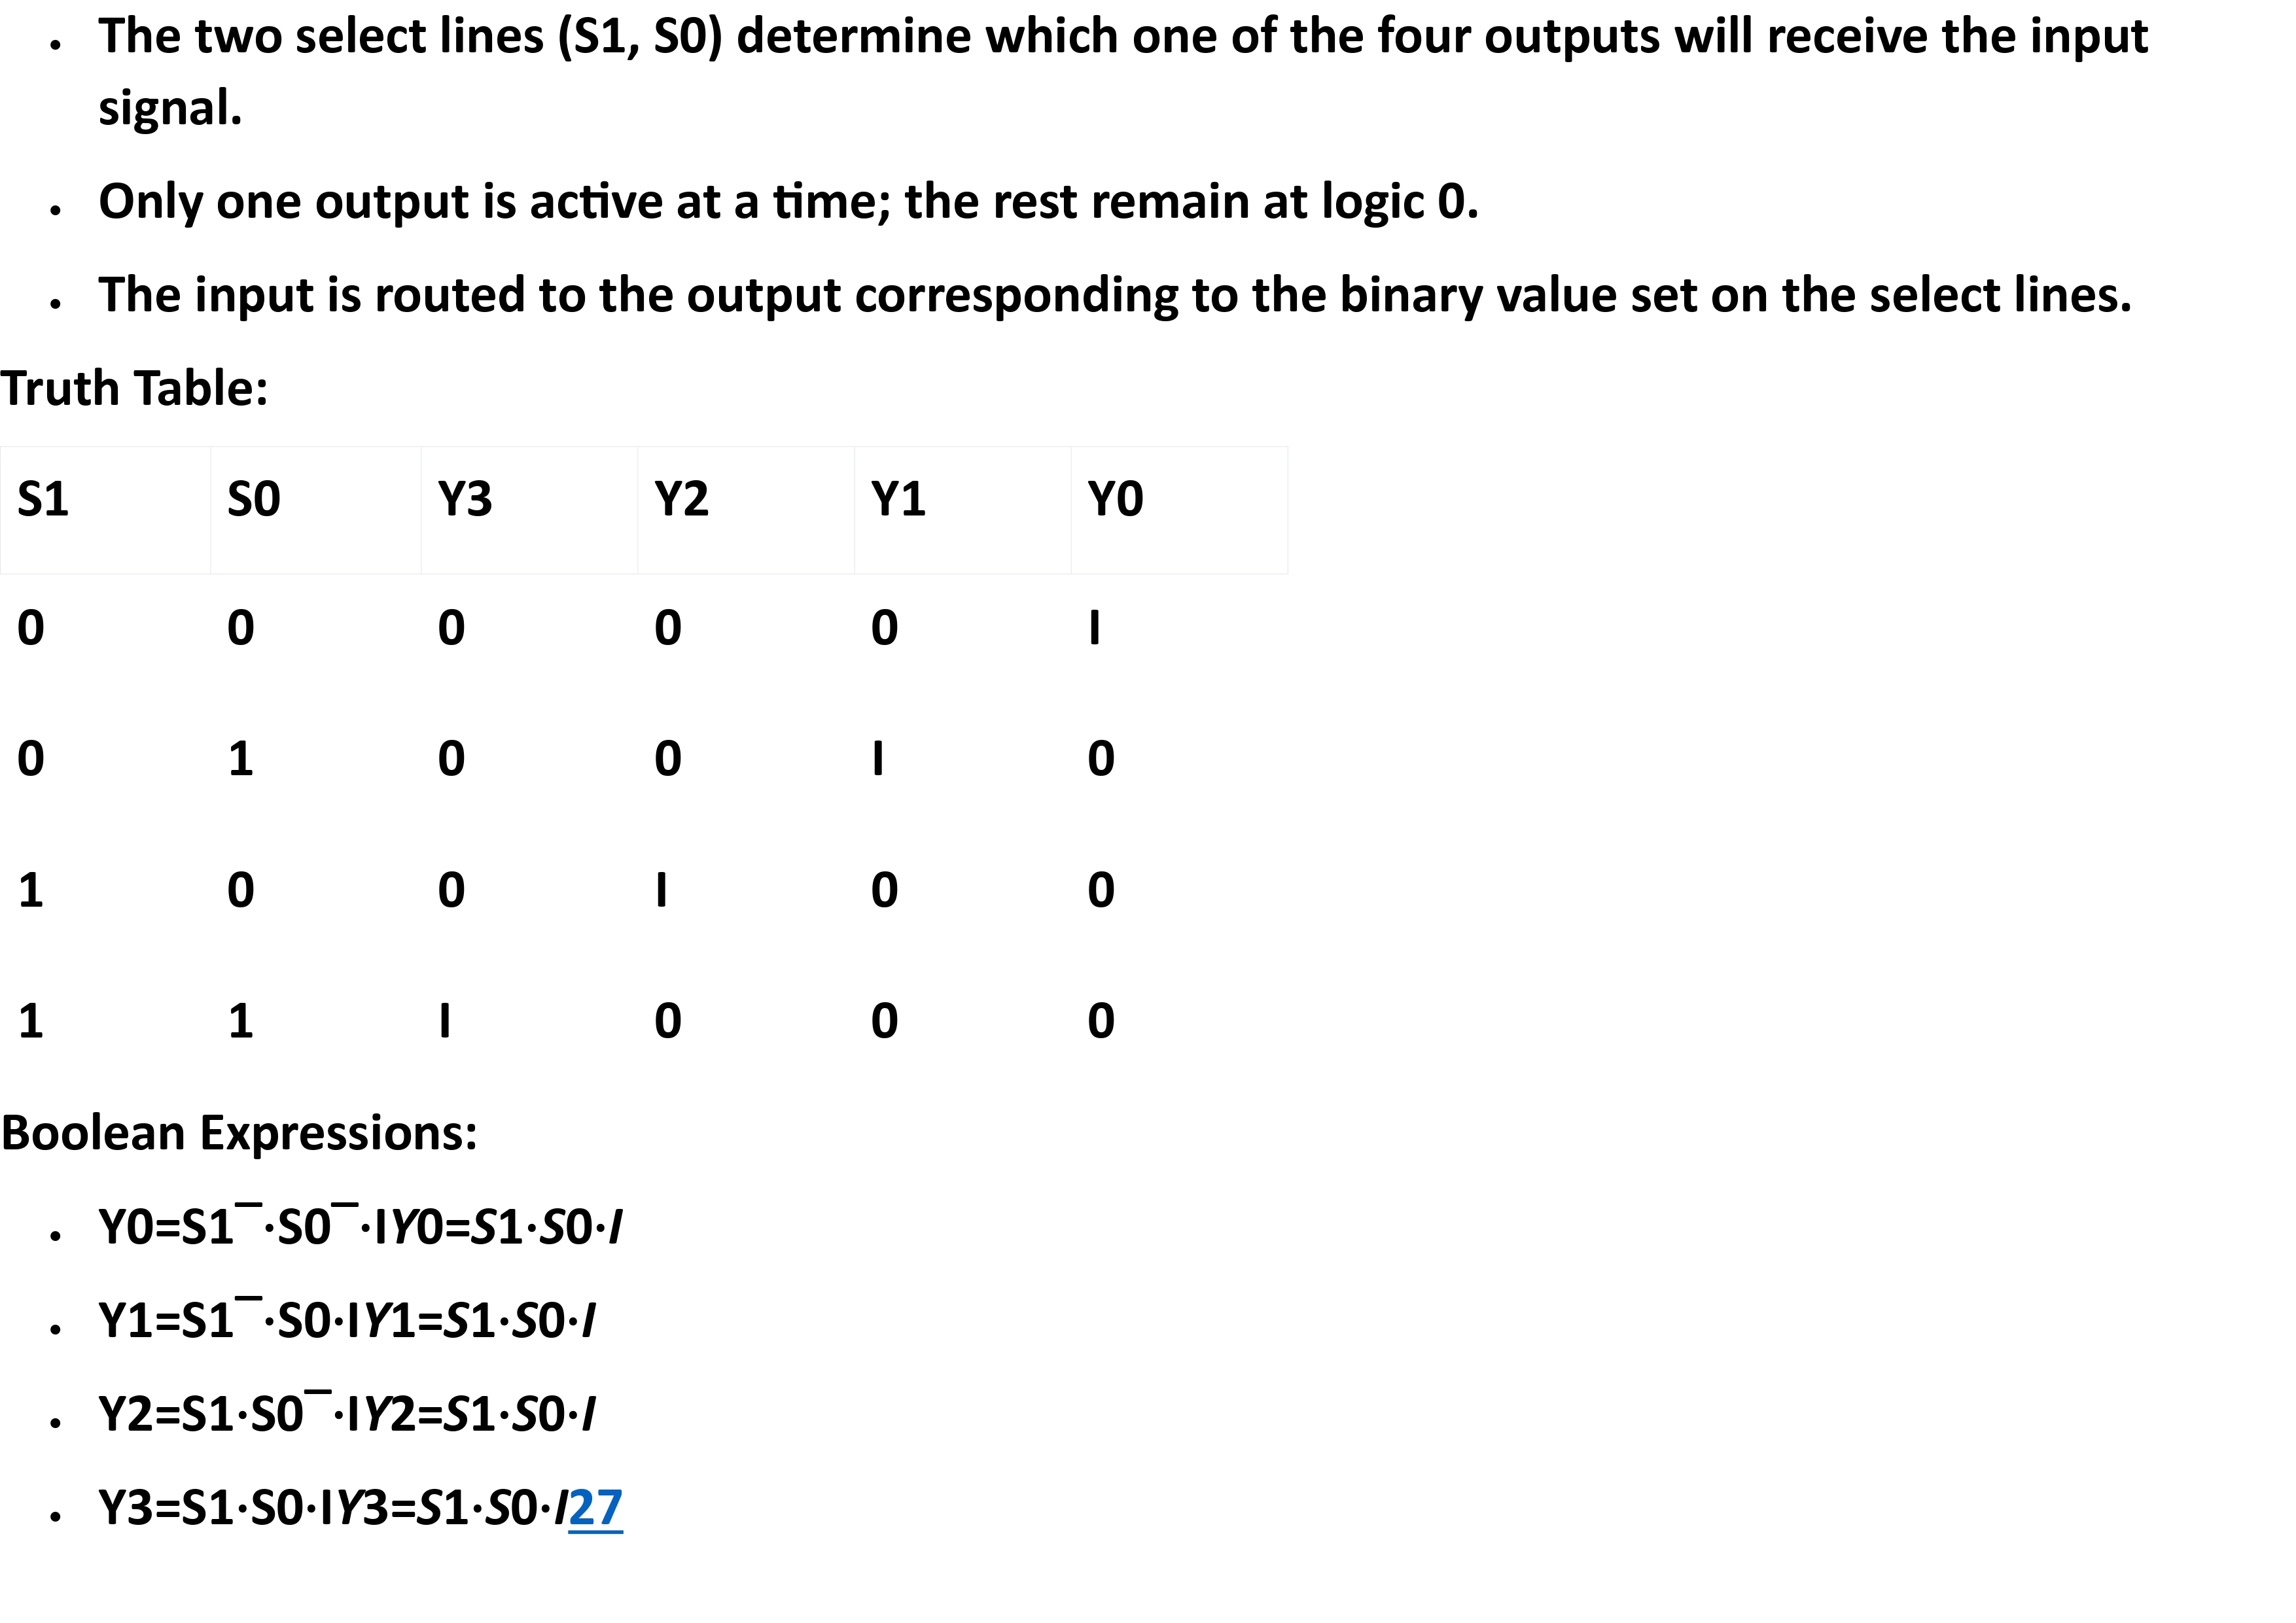 • The two select lines (S1, S0) determine which one of the four outputs will receive the input
signal.
• Only one output is active at a time; the rest remain at logic 0.
• The input is routed to the output corresponding to the binary value set on the select lines.
Truth Table:
S1 S0 Y3 Y2 Y1 Y0
0 0 0 0 0 I
0 1 0 0 I 0
1 0 0 I 0 0
1 1 I 0 0 0
Boolean Expressions:
• Y0=S1‾·S0‾·IY0=S1·S0·I
• Y1=S1‾·S0·IY1=S1·S0·I
• Y2=S1·S0‾·IY2=S1·S0·I
• Y3=S1·S0·IY3=S1·S0·I27